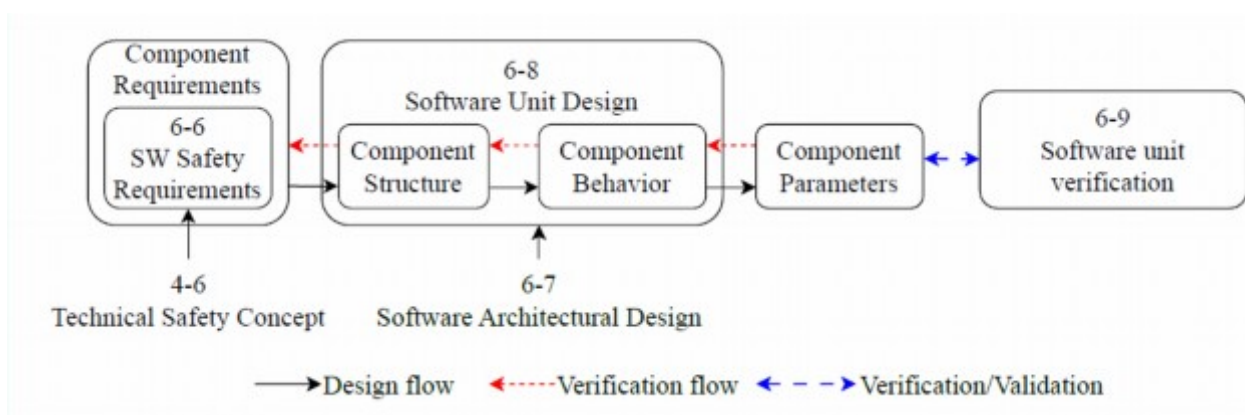 Component
Requirements
6-6
SW Safety
Requirements
6-8
Software Unit Design
Component
Structure
Component
Behavior
Component
Parameters
6-9
Software unit
verification
4-6
Technical Safety Concept
6-7
Software Architectural Design
Design flow
Verification flow
Verification/Validation